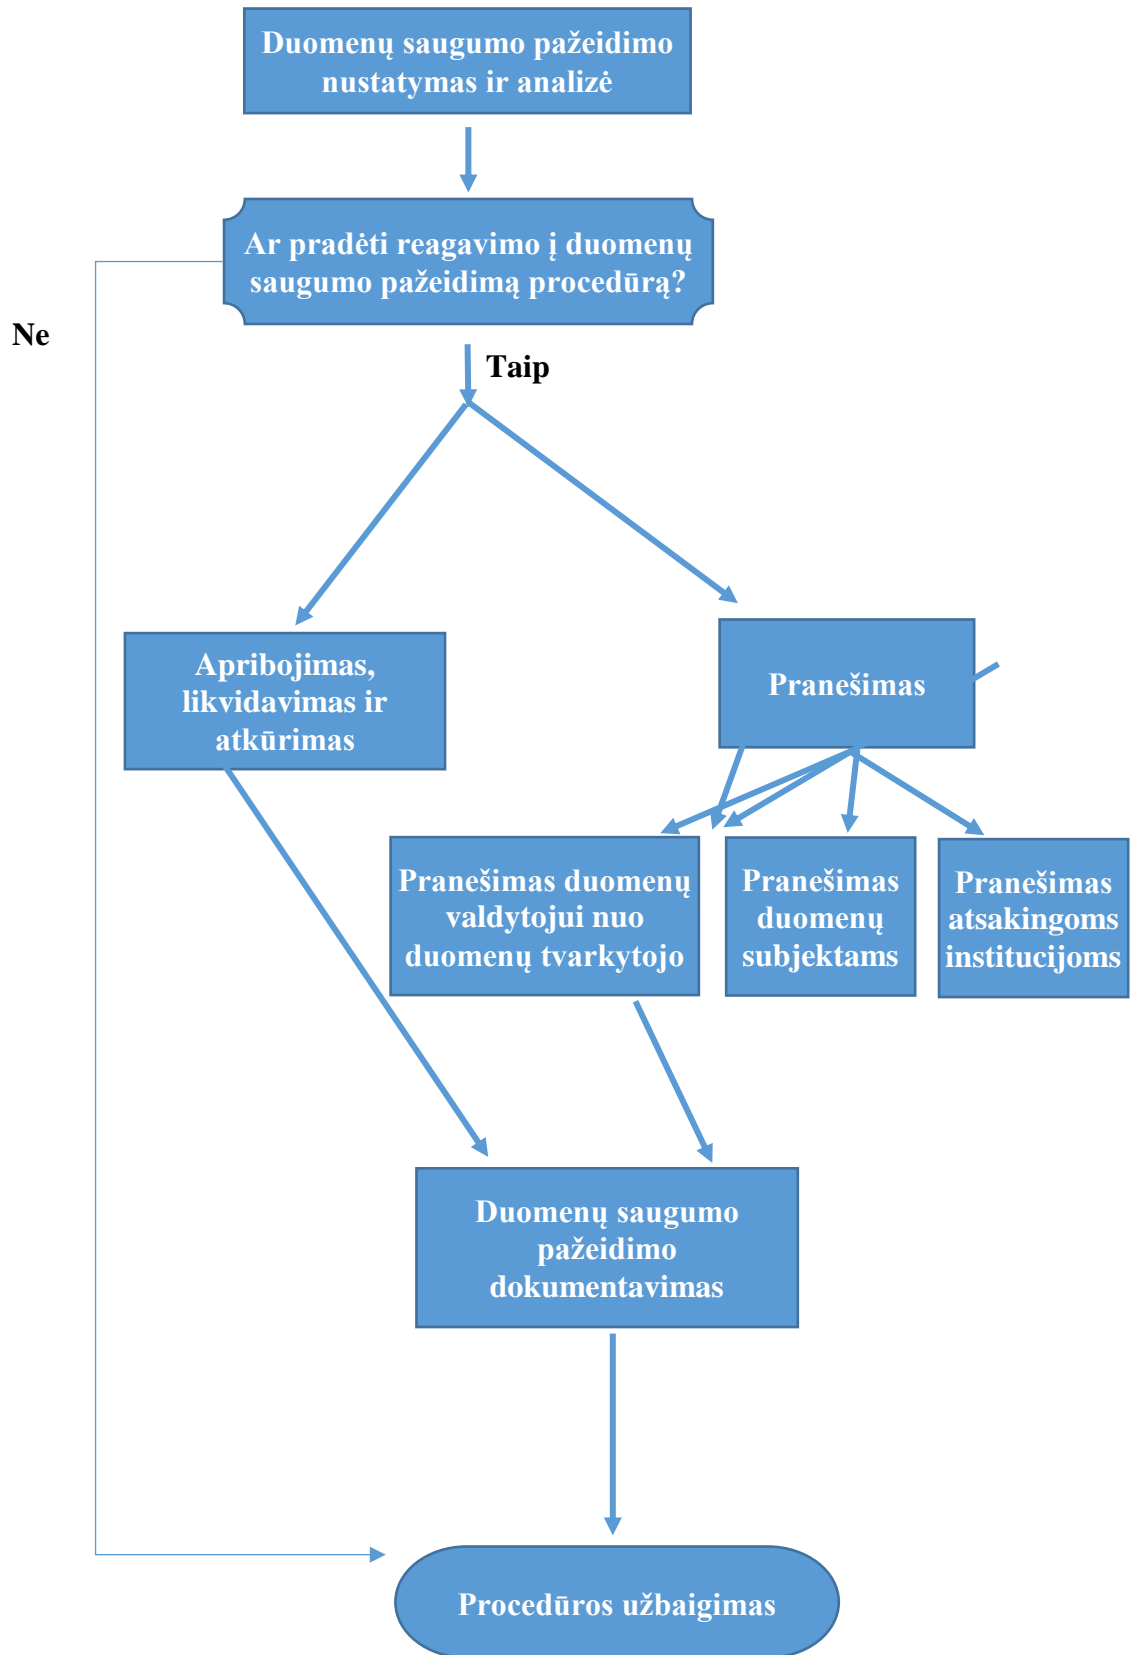 Duomenų saugumo pažeidimo
nustatymas ir analizė
Ar pradėti reagavimo į duomenų
saugumo pažeidimą procedūrą?
Ne
Taip
Apribojimas,
likvidavimas ir
atkūrimas
Pranešimas
Pranešimas duomenų
valdytojui nuo
duomenų tvarkytojo
Pranešimas
duomenų
subjektams
Pranešimas
atsakingoms
institucijoms
Duomenų saugumo
pažeidimo
dokumentavimas
Procedūros užbaigimas